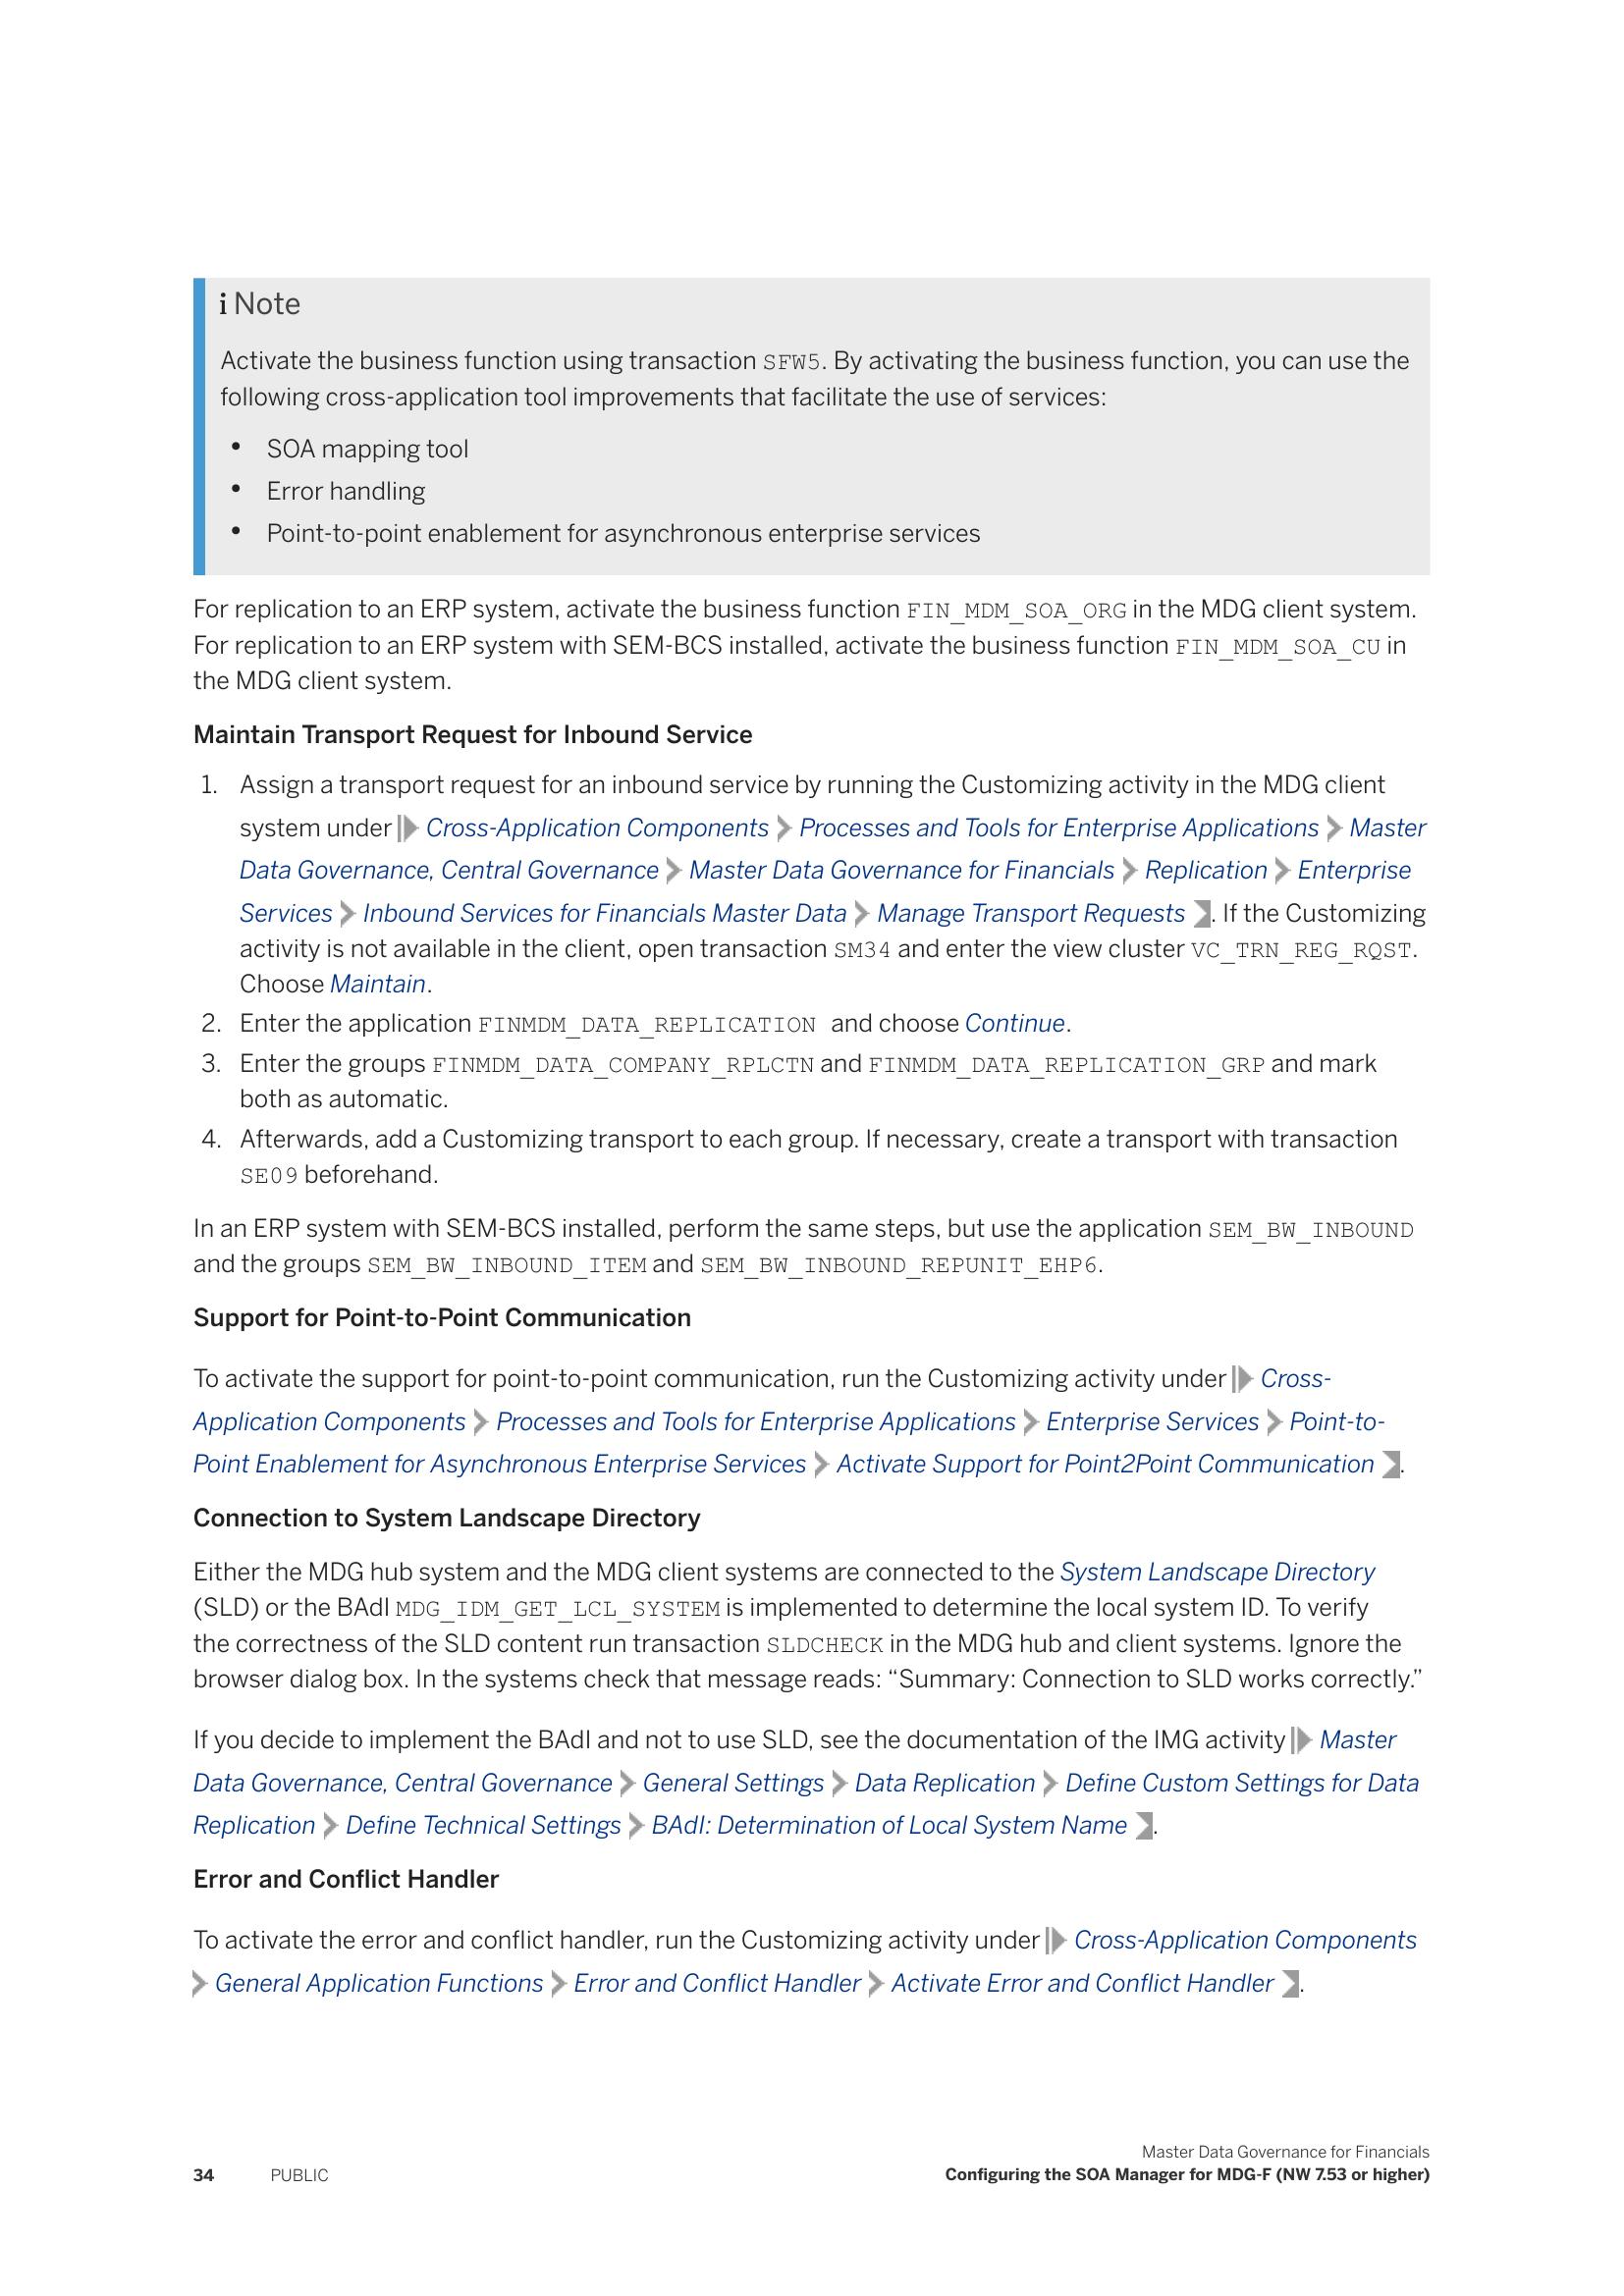 i Note
Activate the business function using transaction SFW5. By activating the business function, you can use the
following cross-application tool improvements that facilitate the use of services:
• SOA mapping tool
• Error handling
• Point-to-point enablement for asynchronous enterprise services
For replication to an ERP system, activate the business function FIN_MDM_SOA_ORG in the MDG client system.
For replication to an ERP system with SEM-BCS installed, activate the business function FIN_MDM_SOA_CU in
the MDG client system.
Maintain Transport Request for Inbound Service
1. Assign a transport request for an inbound service by running the Customizing activity in the MDG client
system under Cross-Application Components Processes and Tools for Enterprise Applications Master
Data Governance, Central Governance Master Data Governance for Financials Replication Enterprise
Services Inbound Services for Financials Master Data Manage Transport Requests . If the Customizing
activity is not available in the client, open transaction SM34 and enter the view cluster VC_TRN_REG_RQST.
Choose Maintain.
2. Enter the application FINMDM_DATA_REPLICATION and choose Continue.
3. Enter the groups FINMDM_DATA_COMPANY_RPLCTN and FINMDM_DATA_REPLICATION_GRP and mark
both as automatic.
4. Afterwards, add a Customizing transport to each group. If necessary, create a transport with transaction
SE09 beforehand.
In an ERP system with SEM-BCS installed, perform the same steps, but use the application SEM_BW_INBOUND
and the groups SEM_BW_INBOUND_ITEM and SEM_BW_INBOUND_REPUNIT_EHP6.
Support for Point-to-Point Communication
To activate the support for point-to-point communication, run the Customizing activity under Cross-
Application Components Processes and Tools for Enterprise Applications Enterprise Services Point-to-
Point Enablement for Asynchronous Enterprise Services Activate Support for Point2Point Communication .
Connection to System Landscape Directory
Either the MDG hub system and the MDG client systems are connected to the System Landscape Directory
(SLD) or the BAdI MDG_IDM_GET_LCL_SYSTEM is implemented to determine the local system ID. To verify
the correctness of the SLD content run transaction SLDCHECK in the MDG hub and client systems. Ignore the
browser dialog box. In the systems check that message reads: “Summary: Connection to SLD works correctly.”
If you decide to implement the BAdI and not to use SLD, see the documentation of the IMG activity Master
Data Governance, Central Governance General Settings Data Replication Define Custom Settings for Data
Replication Define Technical Settings BAdI: Determination of Local System Name .
Error and Conflict Handler
To activate the error and conflict handler, run the Customizing activity under Cross-Application Components
General Application Functions Error and Conflict Handler Activate Error and Conflict Handler .
Master Data Governance for Financials
34 PUBLIC Configuring the SOA Manager for MDG-F (NW 7.53 or higher)